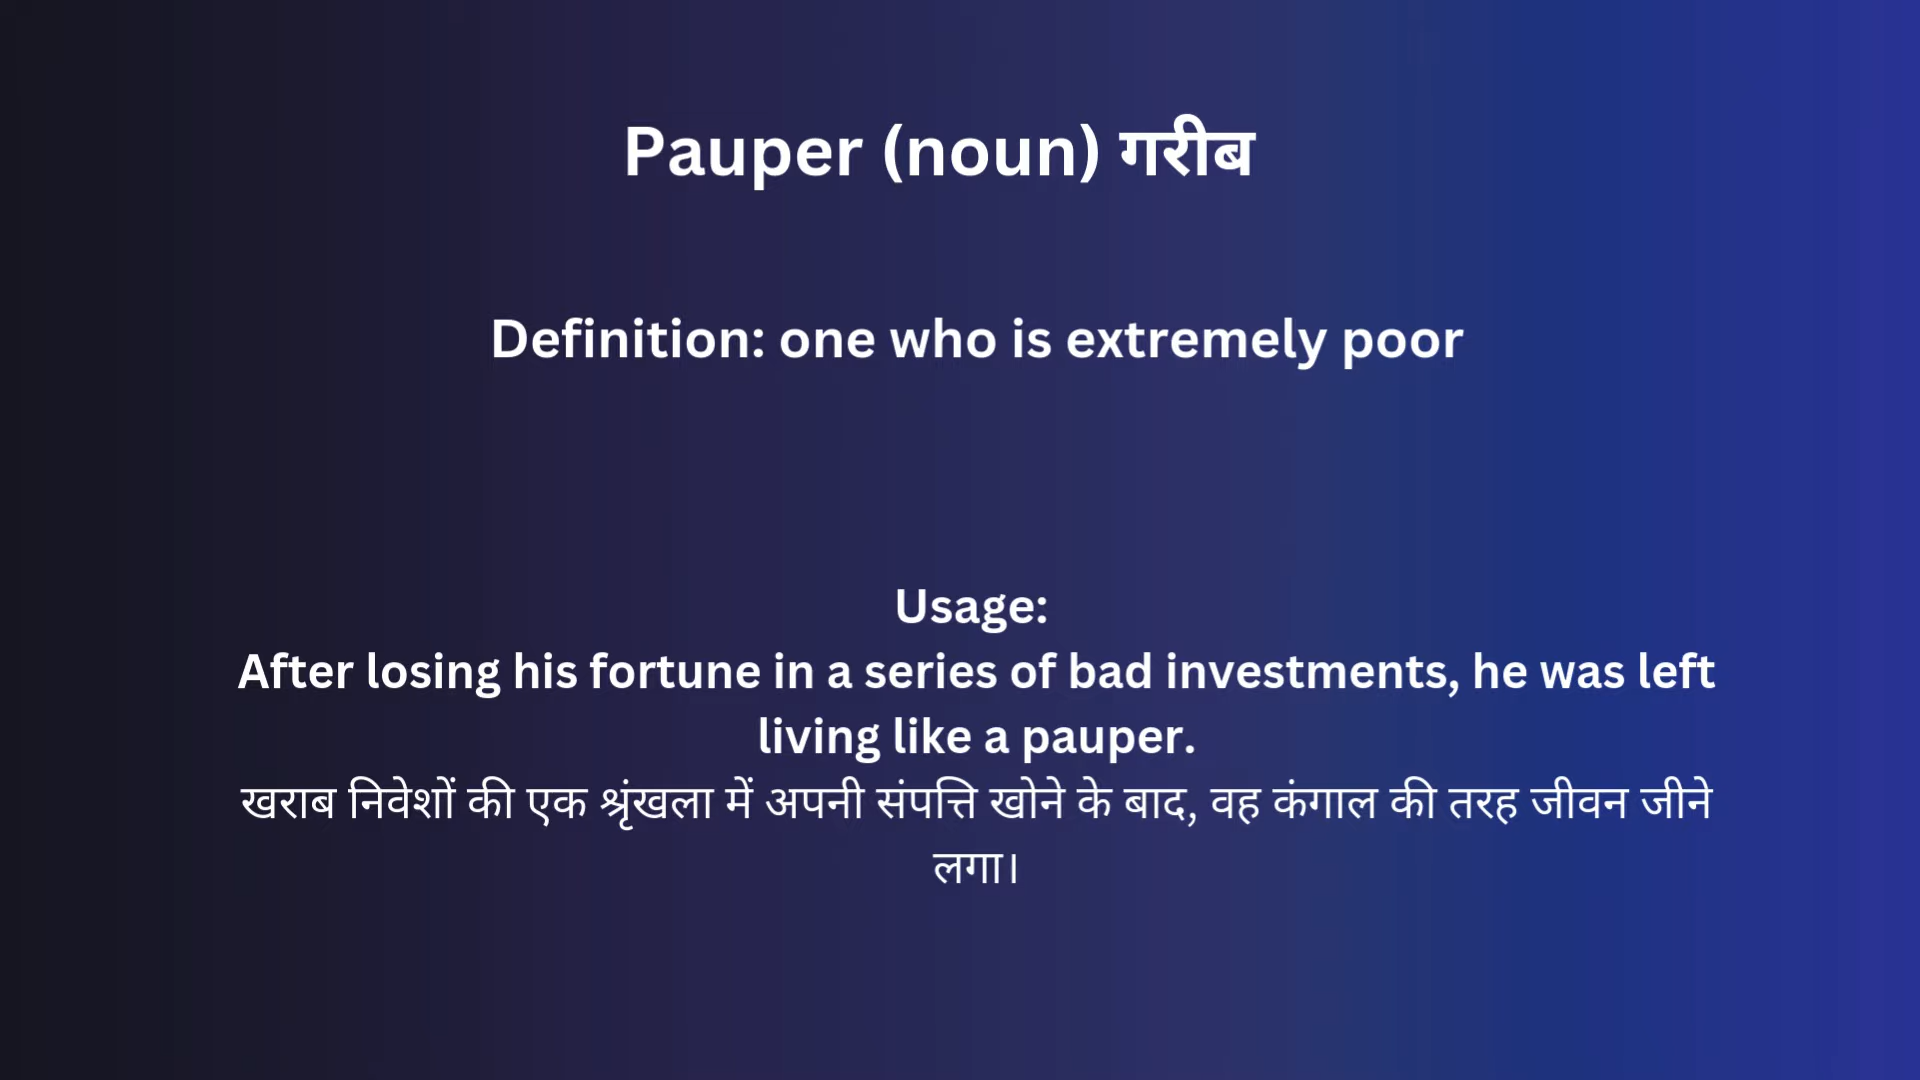 Pauper (noun) गरीब
Definition: one who is extremely poor
Usage:
After losing his fortune in a series of bad investments, he was left
living like a pauper.
खराब निवेशों की एक श्रृंखला में अपनी संपत्ति खोने के बाद, वह कंगाल की तरह जीवन जीने
लगा।